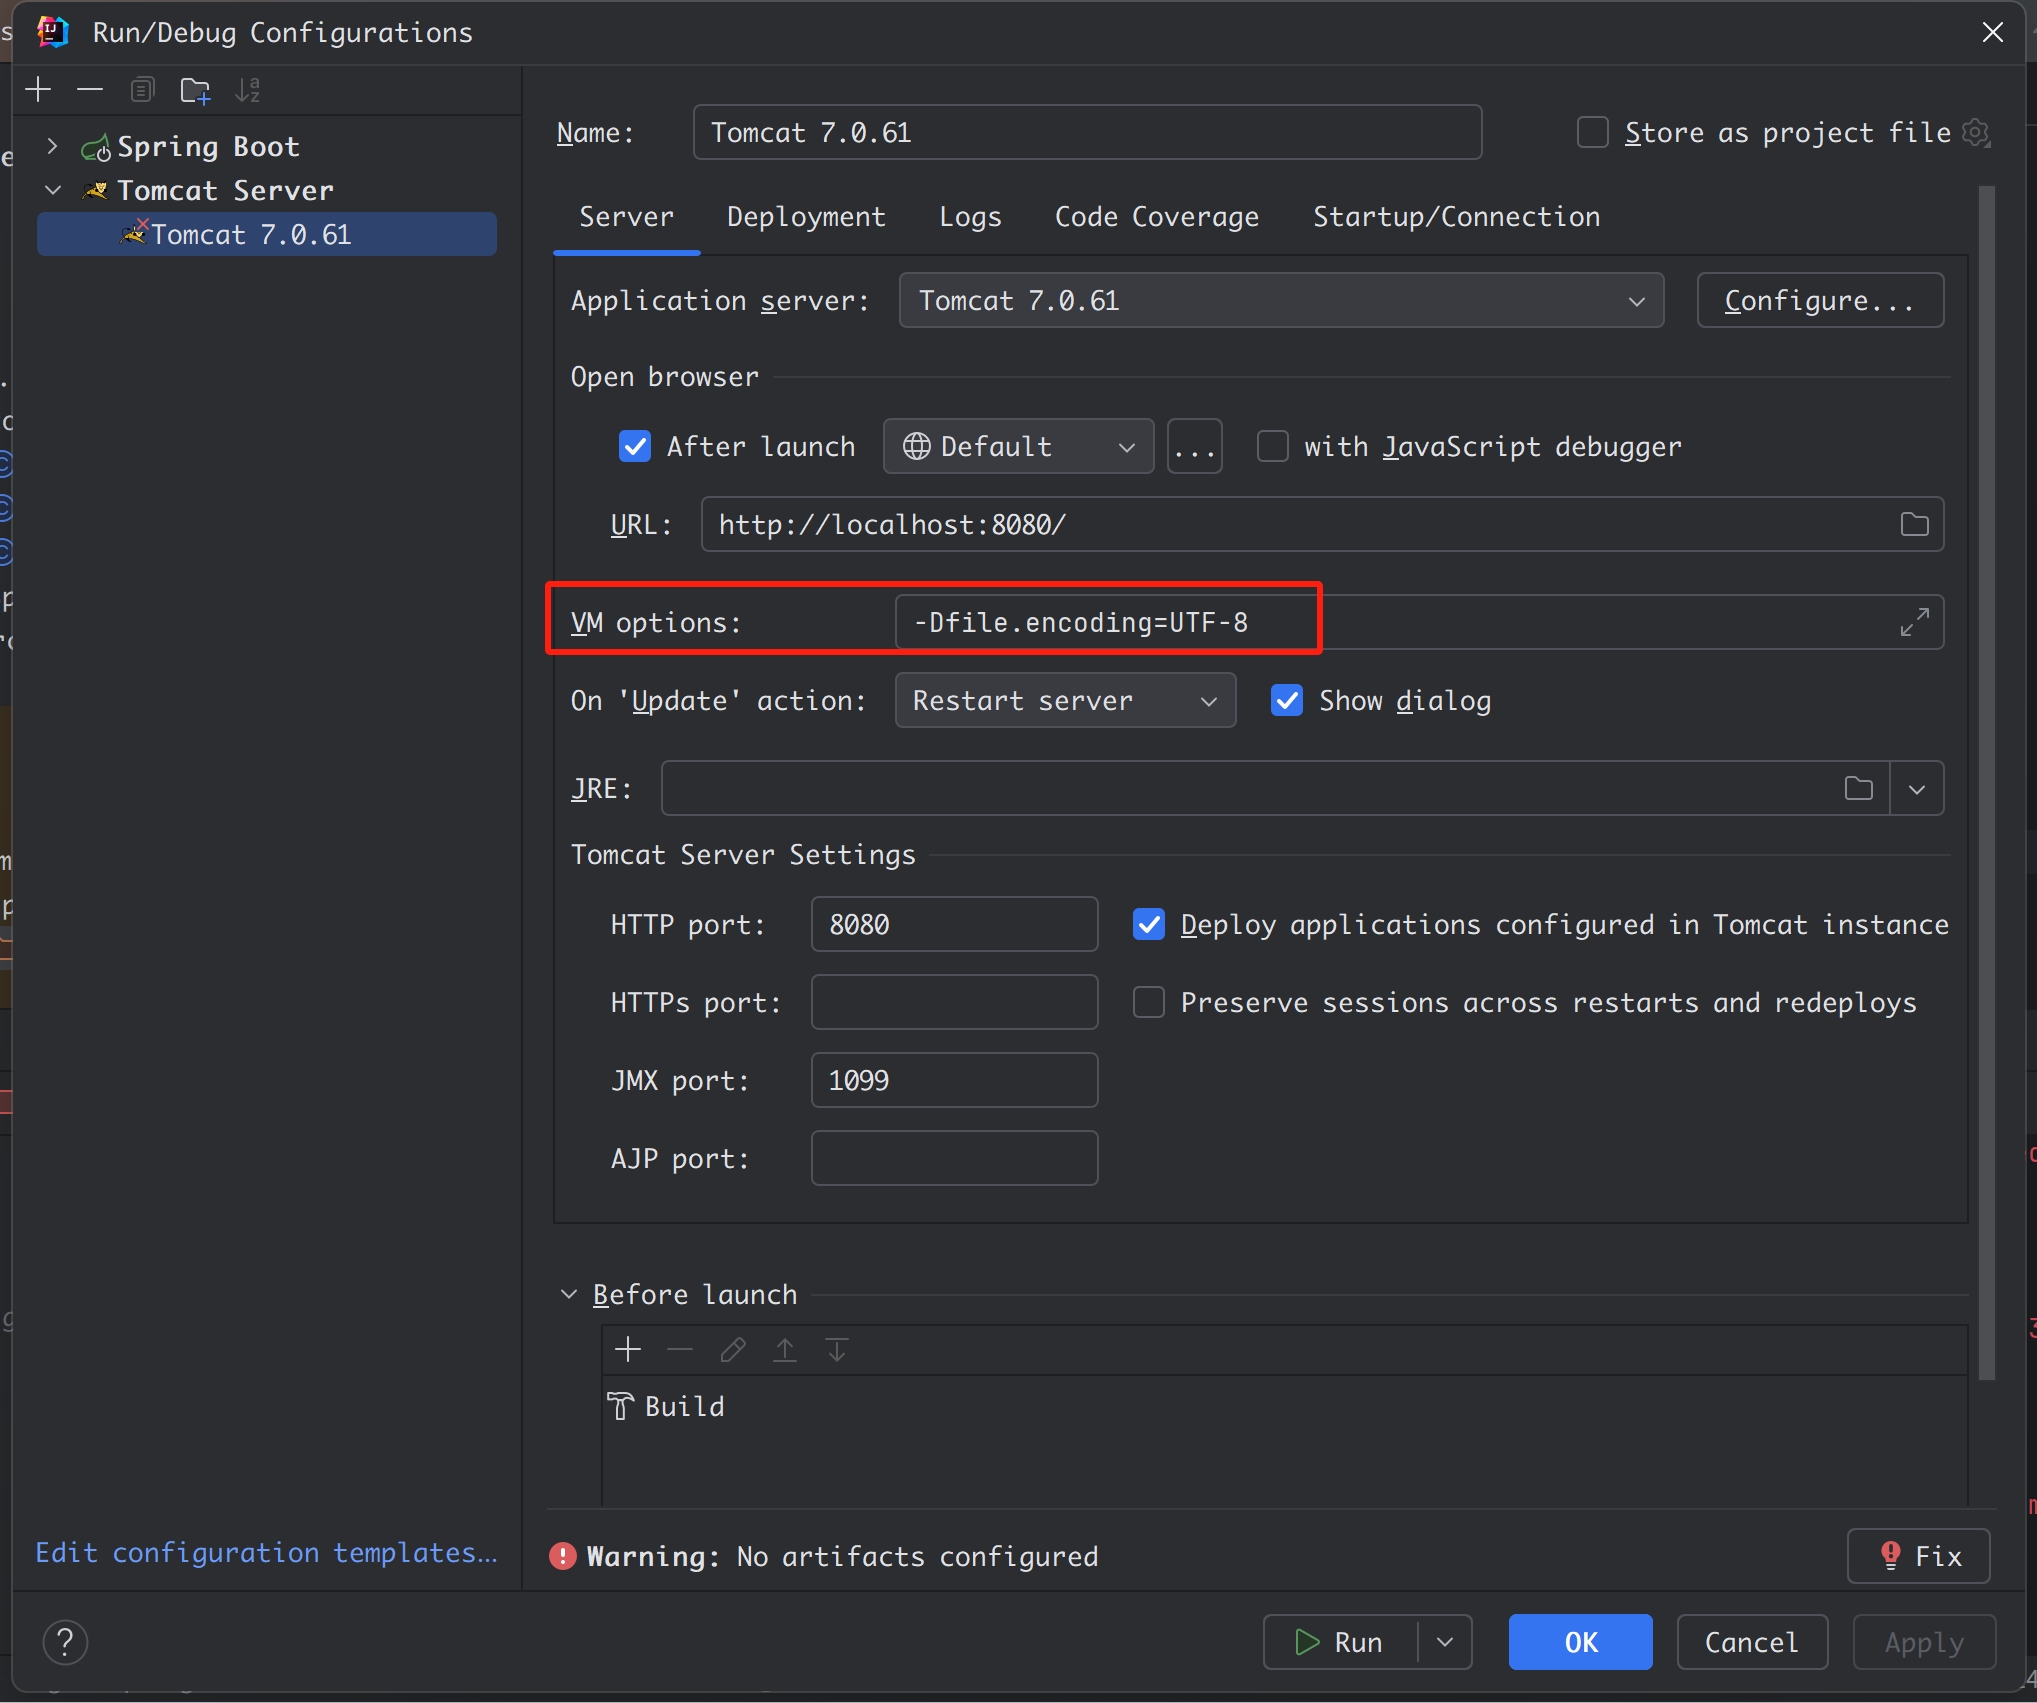 Run/Debug Configurations
Spring Boot
Tomcat Server
Tomcat 7.0.61
Edit configuration templates...
Name: Tomcat 7.0.61 Store as project file
Server Deployment Logs Code Coverage Startup/Connection
Application server: Tomcat 7.0.61 Configure...
Open browser
After launch Default ... with JavaScript debugger
URL: http://localhost:8080/
VM options: -Dfile.encoding=UTF-8
On 'Update' action: Restart server Show dialog
JRE:
Tomcat Server Settings
HTTP port: 8080 Deploy applications configured in Tomcat instance
HTTPs port: Preserve sessions across restarts and redeploys
JMX port: 1099
AJP port:
Before launch
Build
Warning: No artifacts configured Fix
? Run OK Cancel Apply